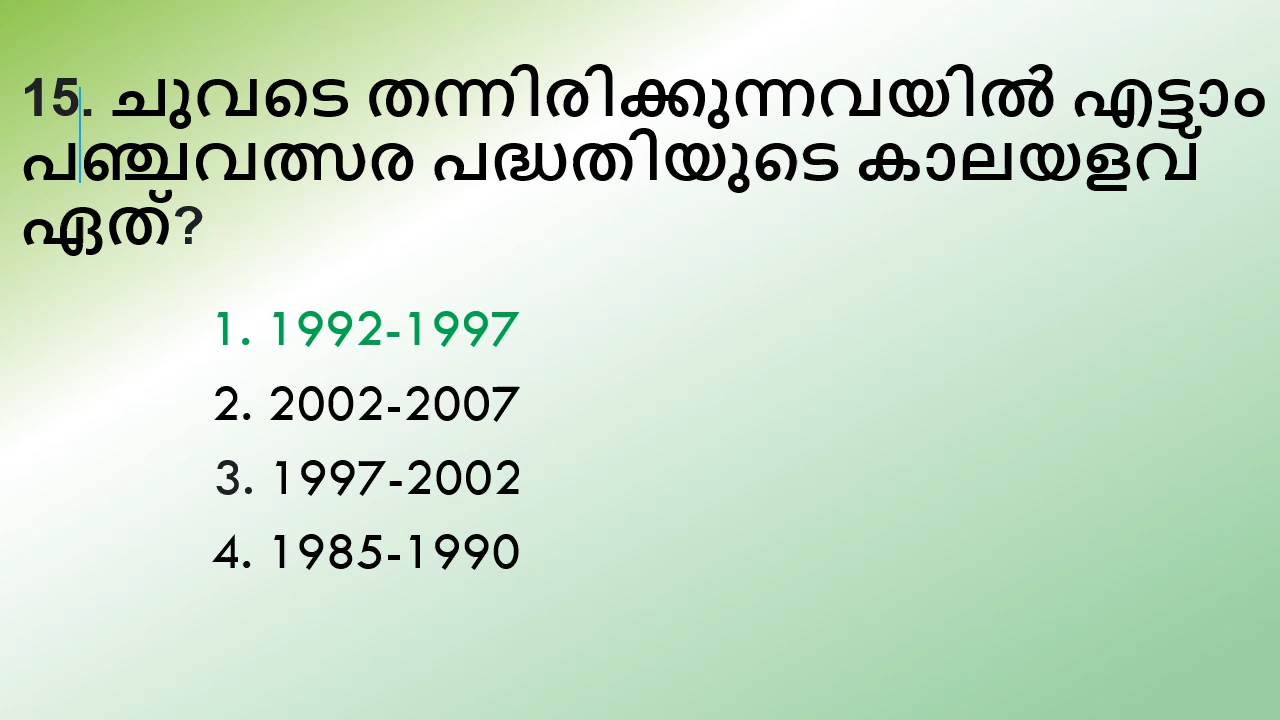 15. ചുവടെ തന്നിരിക്കുന്നവയിൽ എട്ടാം
പഞ്ചവത്സര പദ്ധതിയുടെ കാലയളവ്
ഏത്?
1. 1992-1997
2. 2002-2007
3. 1997-2002
4. 1985-1990